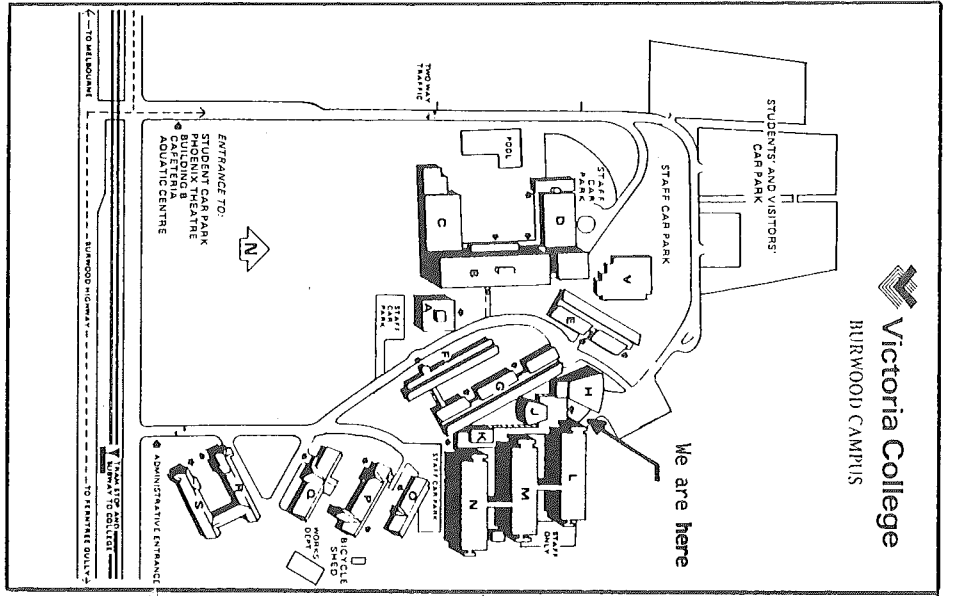 Victoria College
BURWOOD CAMPUS
We are here
STUDENTS' AND VISITORS'
CAR PARK
STAFF CAR PARK
STAFF
CAR
PARK
TWO WAY
TRAFFIC
POOL
C
D
B
V
A
STAFF
CAR
PARK
E
F
G
H
J
K
L
M
N
STAFF
ONLY
STAFF CAR PARK
O
P
Q
R
S
BICYCLE
SHED
WORKS
DEPT
N
ENTRANCE TO:
STUDENT CAR PARK
PHOENIX THEATRE
BUILDING B
CAFETERIA
AQUATIC CENTRE
ADMINISTRATIVE ENTRANCE
TRAM STOP AND
SUBWAY TO COLLEGE
TO MELBOURNE
BURWOOD HIGHWAY
TO FERNTREE GULLY